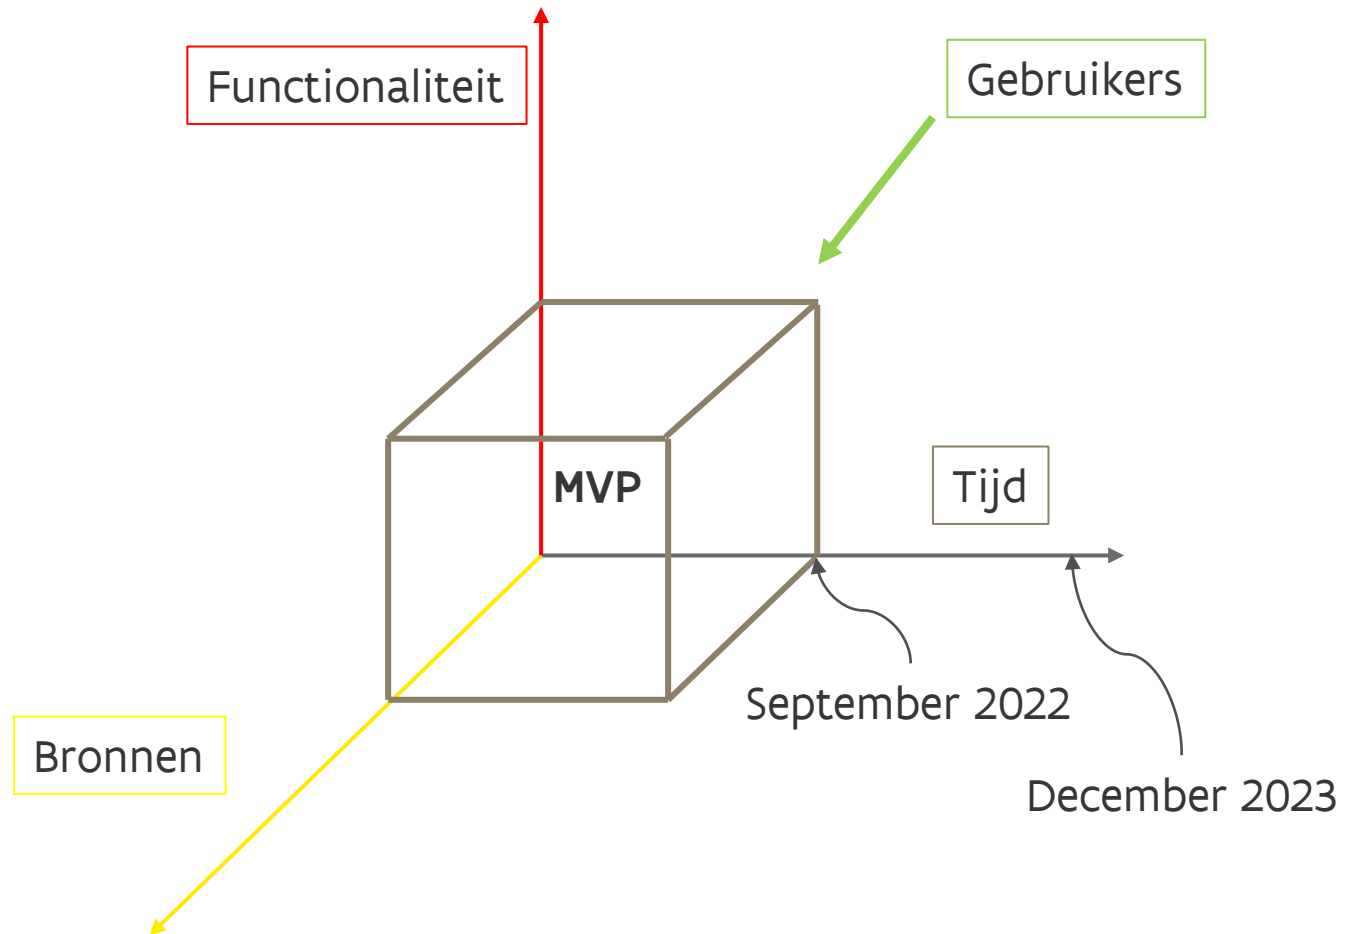 Functionaliteit
Gebruikers
MVP
Tijd
September 2022
Bronnen
December 2023